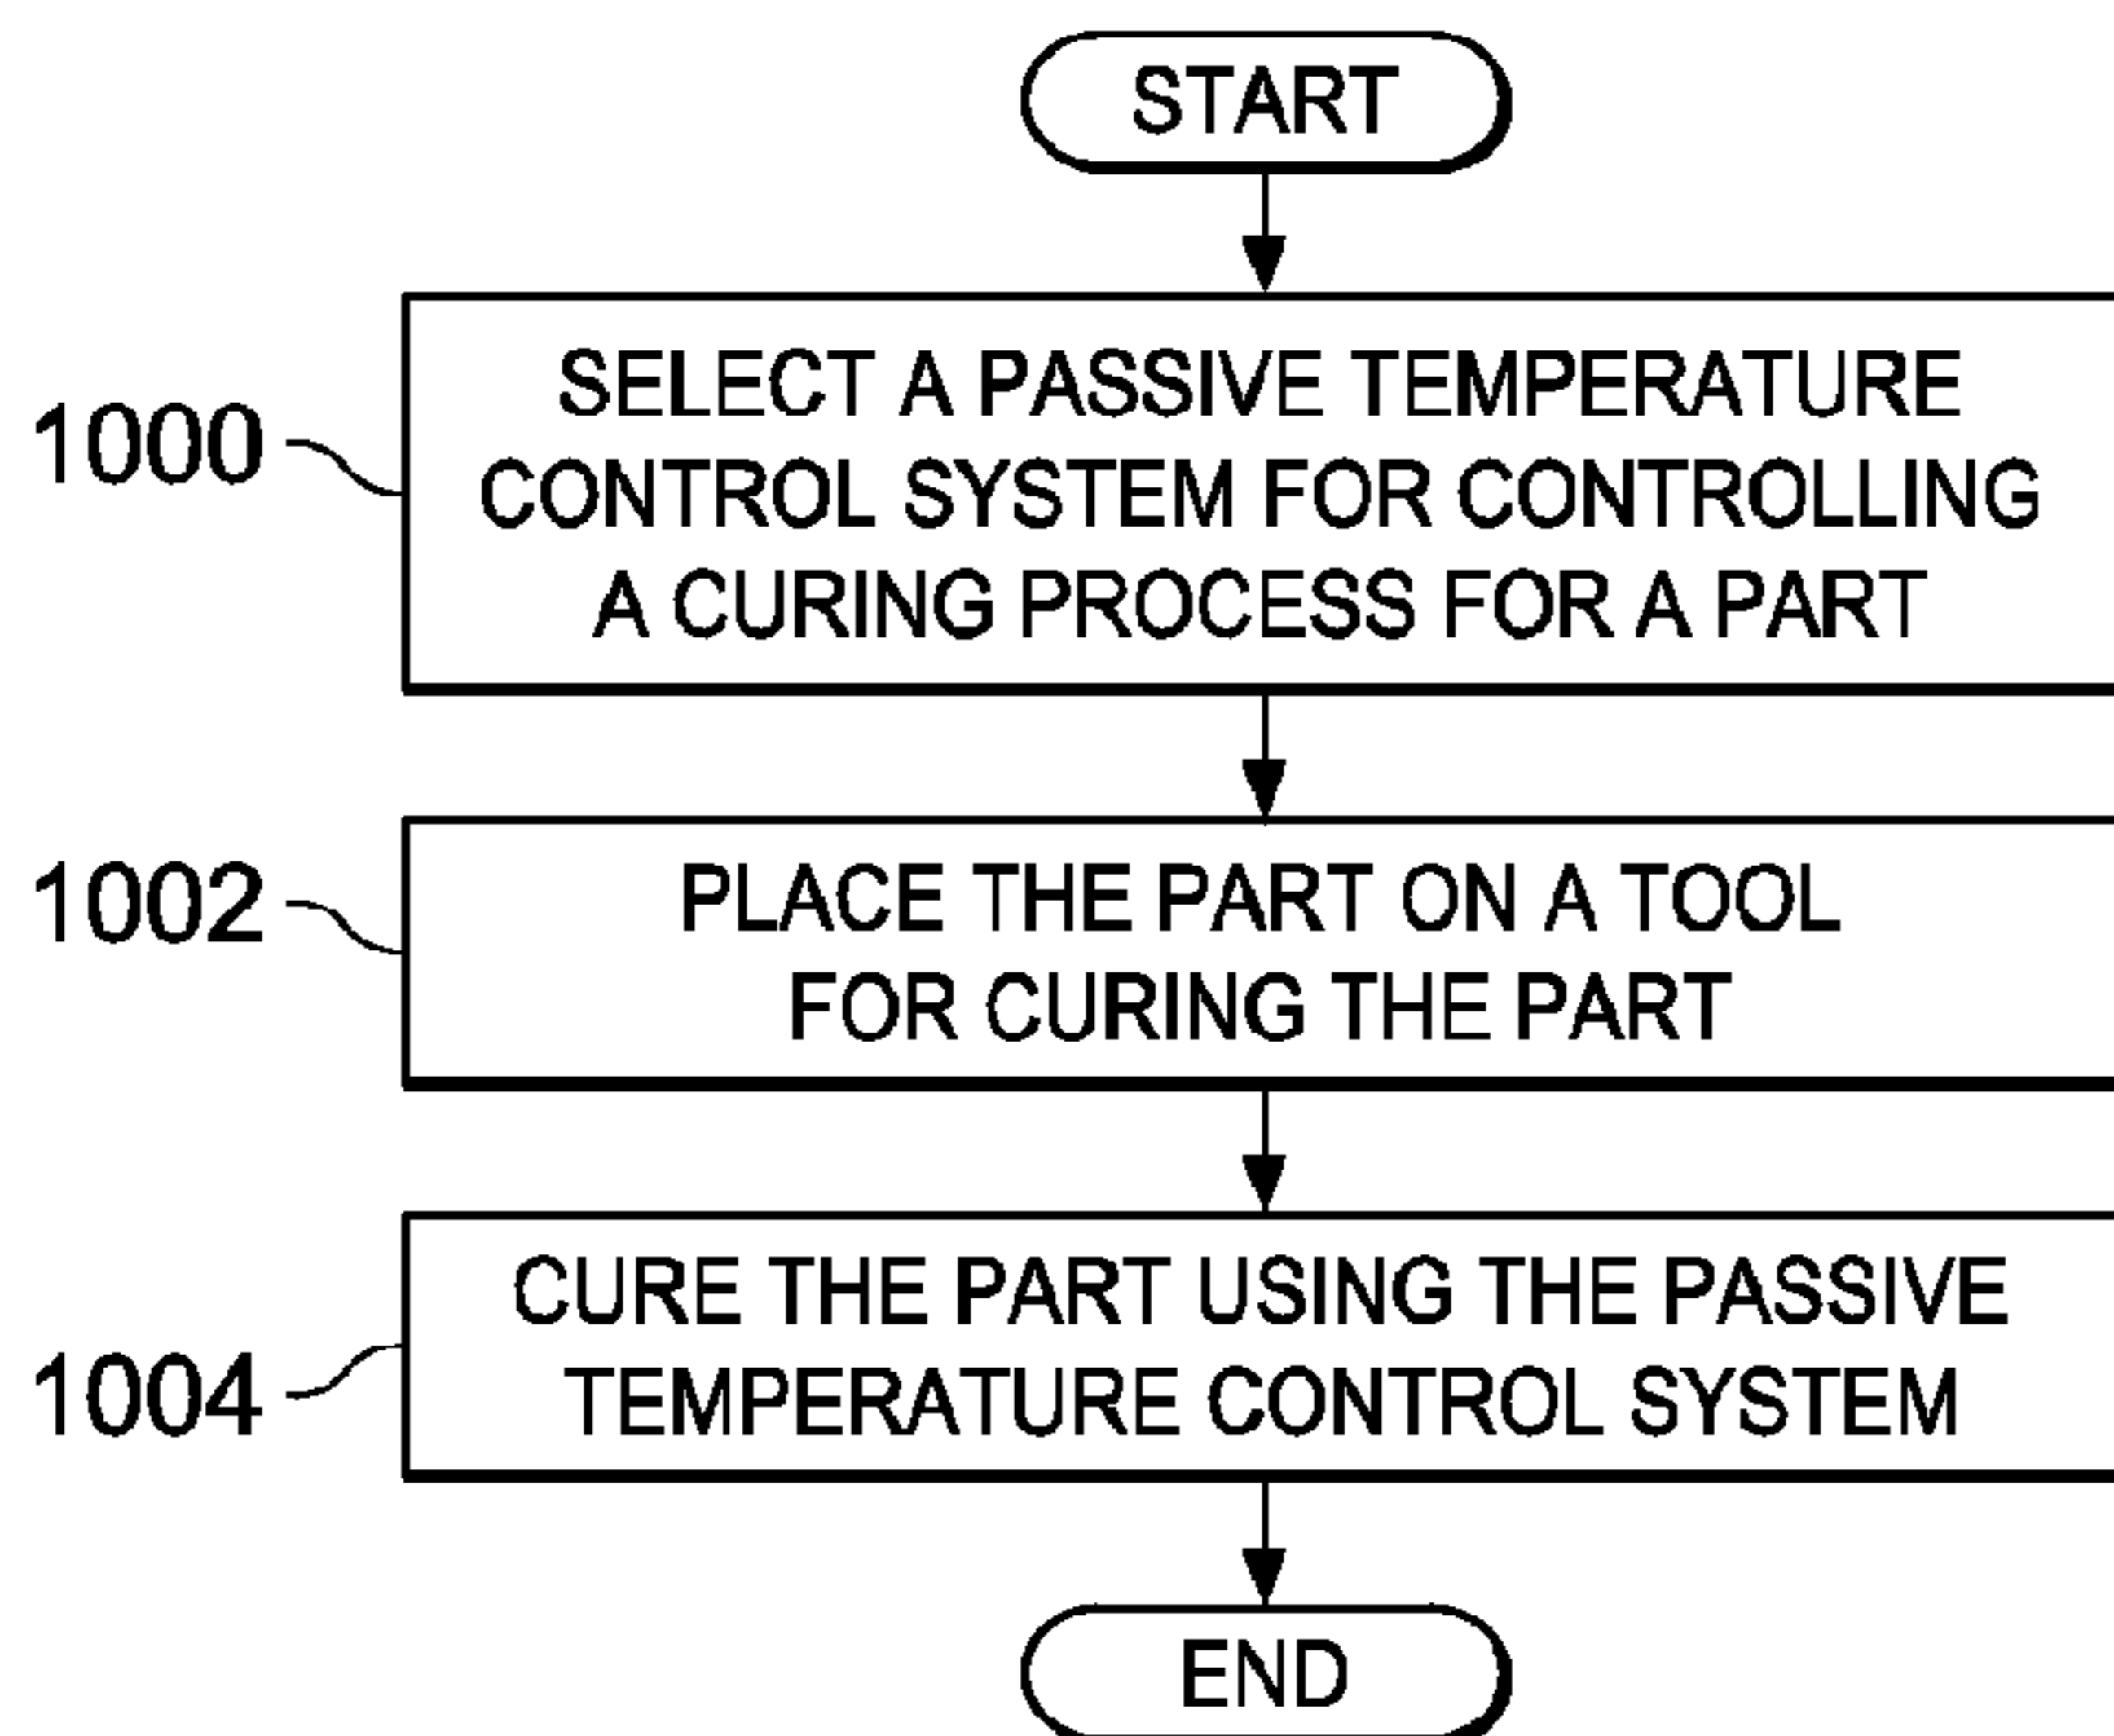 START
1000
SELECT A PASSIVE TEMPERATURE
CONTROL SYSTEM FOR CONTROLLING
A CURING PROCESS FOR A PART
1002
PLACE THE PART ON A TOOL
FOR CURING THE PART
1004
CURE THE PART USING THE PASSIVE
TEMPERATURE CONTROL SYSTEM
END